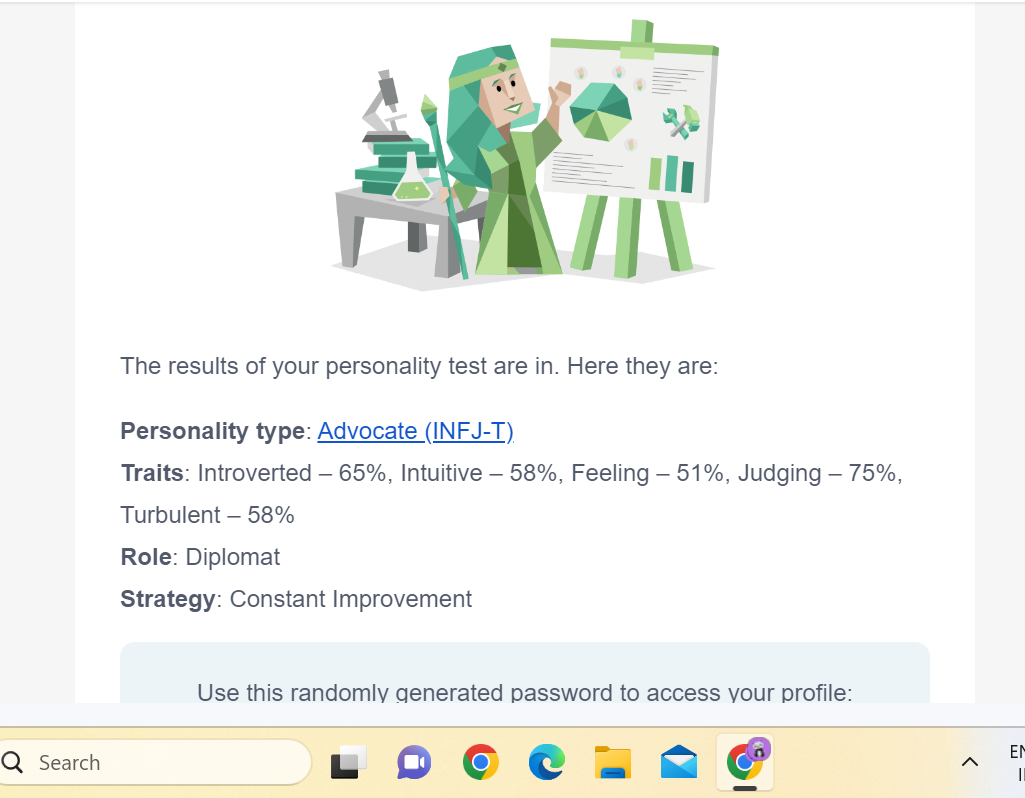 The results of your personality test are in. Here they are:
Personality type: Advocate (INFJ-T)
Traits: Introverted – 65%, Intuitive – 58%, Feeling – 51%, Judging – 75%,
Turbulent – 58%
Role: Diplomat
Strategy: Constant Improvement
Use this randomly generated password to access your profile:
Search